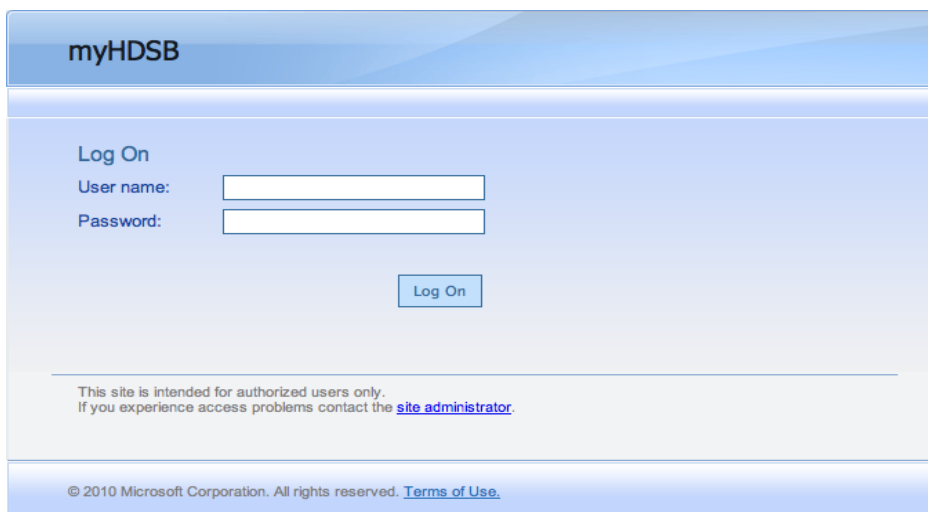 myHDSB
Log On
User name:
Password:
Log On
This site is intended for authorized users only.
If you experience access problems contact the site administrator.
© 2010 Microsoft Corporation. All rights reserved. Terms of Use.